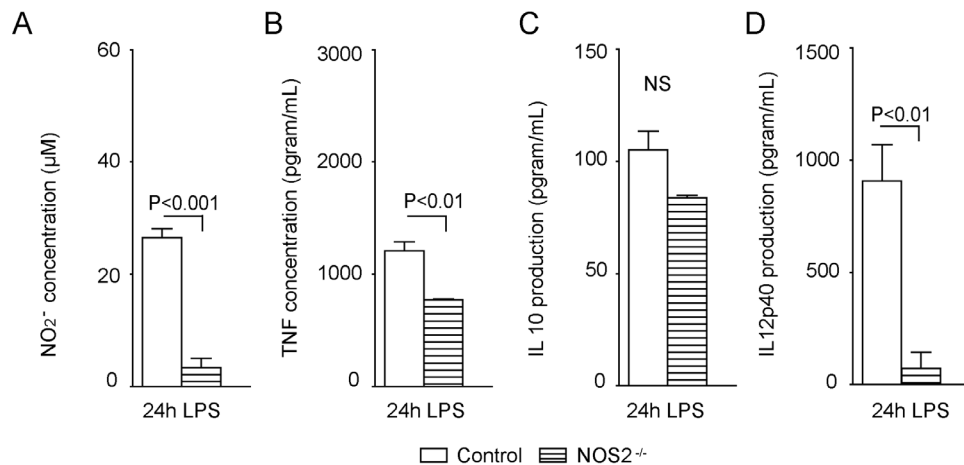 A
NO2- concentration (µM)
60
40
20
0
P<0.001
24h LPS
B
TNF concentration (pgram/mL)
3000
2000
1000
0
P<0.01
24h LPS
C
IL 10 production (pgram/mL)
150
100
50
0
NS
24h LPS
D
IL12p40 production (pgram/mL)
1500
1000
500
0
P<0.01
24h LPS
Control
NOS2-/-